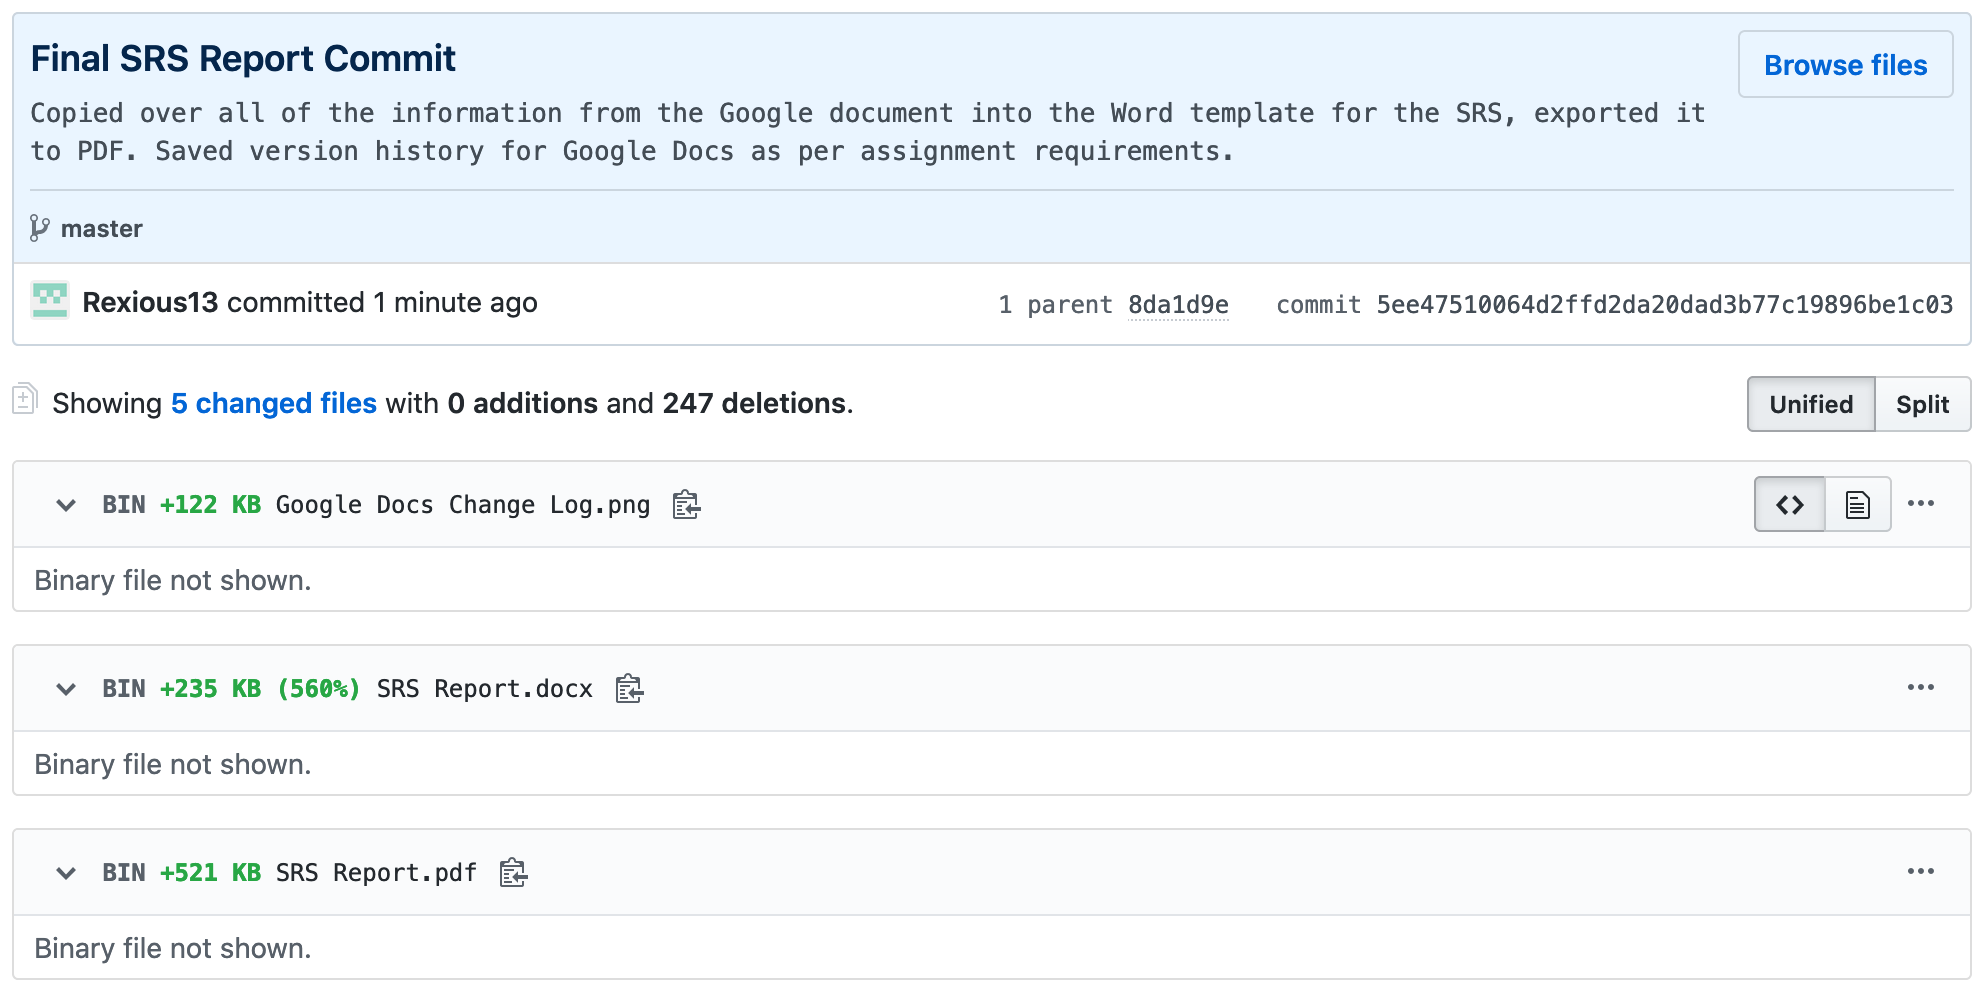 Final SRS Report Commit
Browse files
Copied over all of the information from the Google document into the Word template for the SRS, exported it
to PDF. Saved version history for Google Docs as per assignment requirements.
master
Rexious13 committed 1 minute ago
1 parent 8da1d9e commit 5ee47510064d2ffd2da20dad3b77c19896be1c03
Showing 5 changed files with 0 additions and 247 deletions.
Unified Split
BIN +122 KB Google Docs Change Log.png
Binary file not shown.
BIN +235 KB (560%) SRS Report.docx
Binary file not shown.
BIN +521 KB SRS Report.pdf
Binary file not shown.